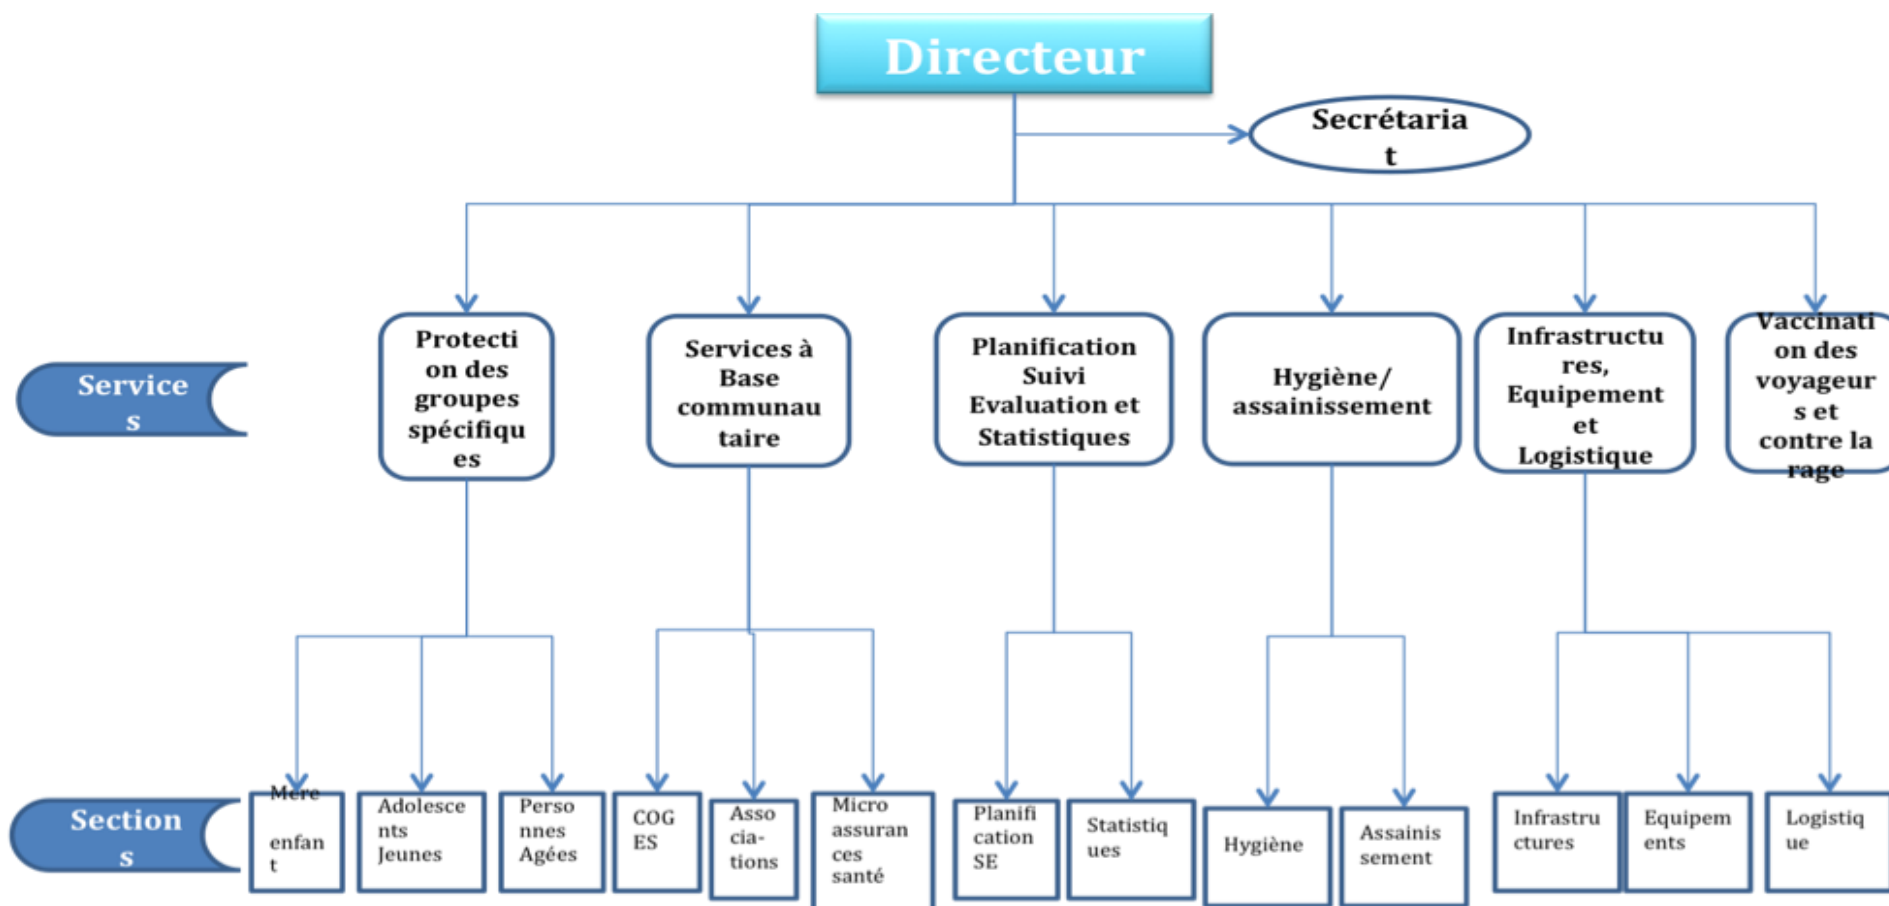 Directeur
Secrétaria
t
Service
s
Protecti
on des
groupes
spécifiqu
es
Services à
Base
communau
taire
Planification
Suivi
Evaluation et
Statistiques
Hygiène/
assainissement
Infrastructu
res,
Equipement
et
Logistique
Vaccinati
on des
voyageur
s et
contre la
rage
Section
s
Mère
enfan
t
Adolesce
nts
Jeunes
Perso
nnes
Agées
COG
ES
Asso
cia-
tions
Micro
assuran
ces
santé
Planifi
cation
SE
Statistiq
ues
Hygiène
Assainis
sement
Infrastru
ctures
Equipem
ents
Logistiq
ue